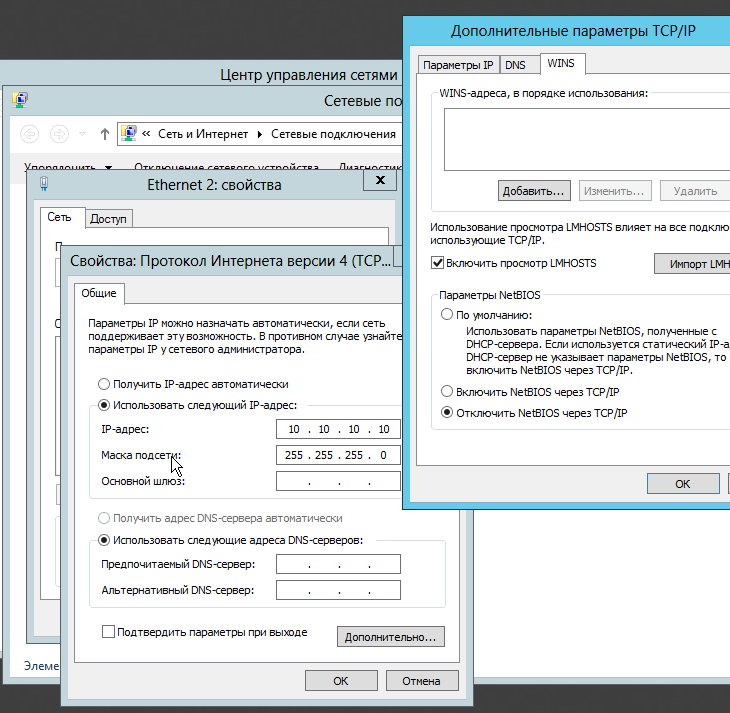 Дополнительные параметры TCP/IP
Параметры IP
DNS
WINS
WINS-адреса, в порядке использования:
Добавить...
Изменить...
Удалить
Использование просмотра LMHOSTS влияет на все
использующие TCP/IP.
Включить просмотр LMHOSTS
Импорт
Параметры NetBIOS
По умолчанию:
Использовать параметры NetBIOS, полученные с
DHCP-сервера. Если используется статический
DHCP-сервер не указывает параметры NetBIOS, то
включить NetBIOS через TCP/IP.
Включить NetBIOS через TCP/IP
Отключить NetBIOS через TCP/IP
OK
Центр управления сетями
Сетевые
« Сеть и Интернет
Сетевые подключения
Упорядочить
Отключение сетевого устройства
Ethernet 2: свойства
x
Сеть
Доступ
Свойства: Протокол Интернета версии 4 (TCP...
Общие
Параметры IP можно назначать автоматически, если сеть
поддерживает эту возможность. В противном случае узнайте
параметры IP у сетевого администратора.
Получить IP-адрес автоматически
Использовать следующий IP-адрес:
IP-адрес:
10 . 10 . 10 . 10
Маска подсети:
255 . 255 . 255 . 0
Основной шлюз:
. . .
Получить адрес DNS-сервера автоматически
Использовать следующие адреса DNS-серверов:
Предпочитаемый DNS-сервер:
. . .
Альтернативный DNS-сервер:
. . .
Подтвердить параметры при выходе
Дополнительно...
OK
Отмена